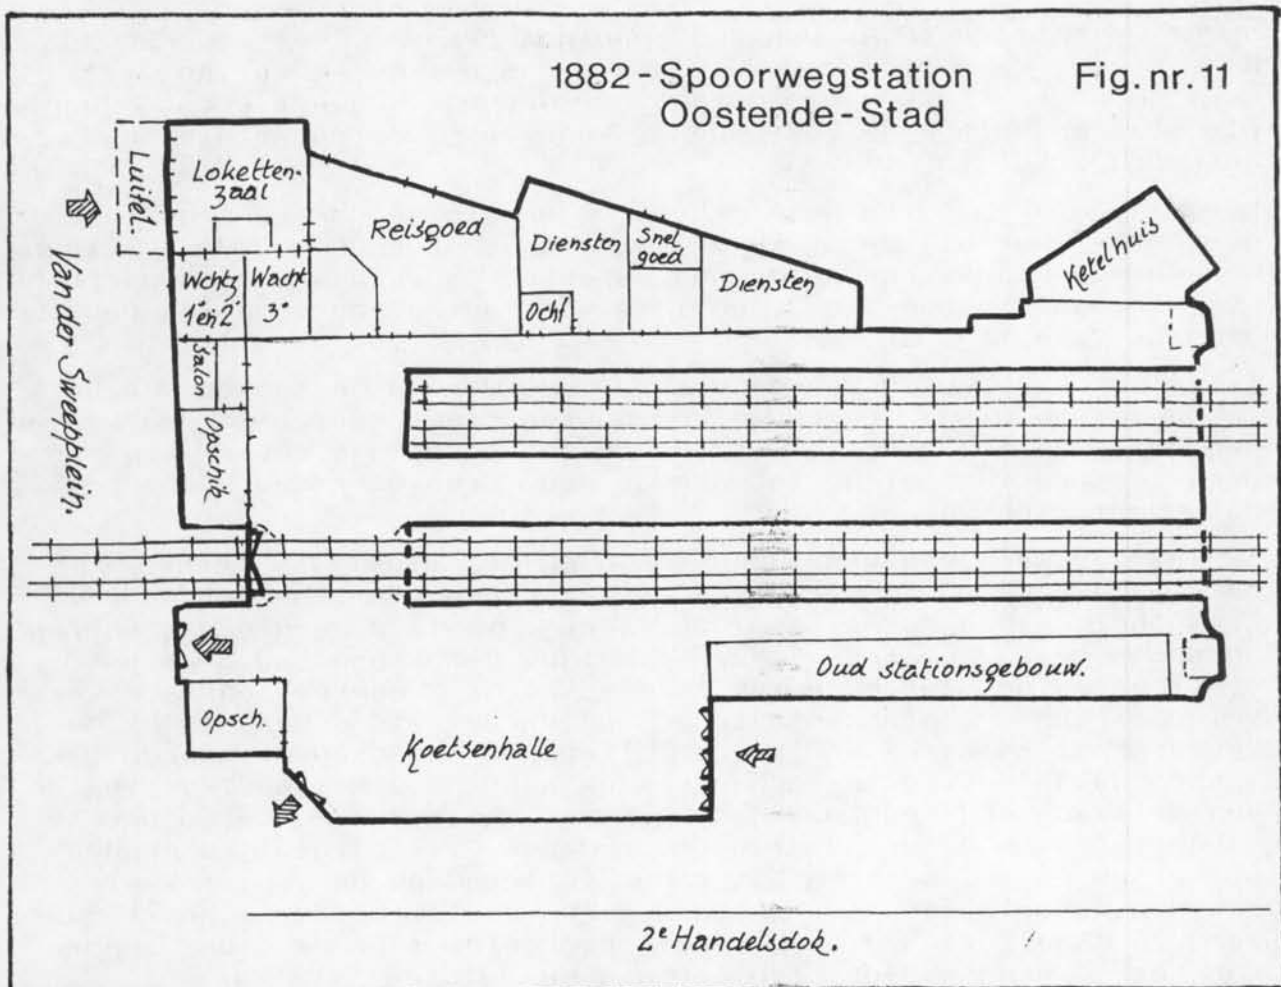 1882 - Spoorwegstation
Oostende - Stad
Fig. nr. 11
Luifel.
Loketten-
zaal
Reisgoed
Diensten
Snel
goed
Diensten
Ketelhuis
Wchtz
1e en 2e
Wacht
3e
Ocht
Van der Sweepplein.
Salon
Opschik
Opsch.
Koetsenhalle
Oud stationsgebouw.
2e Handelsdok.